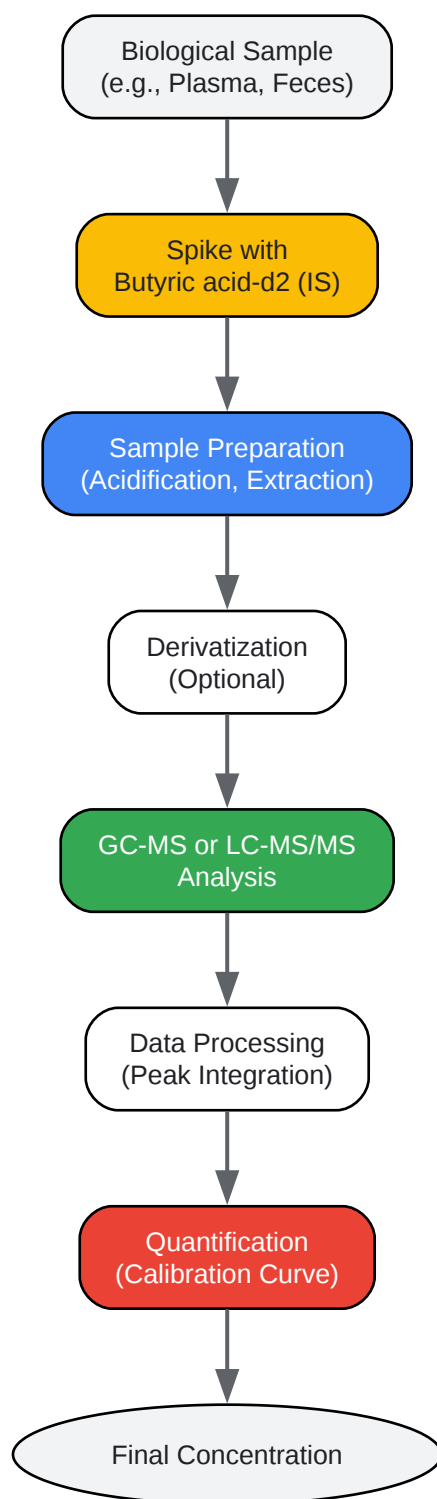 Biological Sample
(e.g., Plasma, Feces)
Spike with
Butyric acid-d2 (IS)
Sample Preparation
(Acidification, Extraction)
Derivatization
(Optional)
GC-MS or LC-MS/MS
Analysis
Data Processing
(Peak Integration)
Quantification
(Calibration Curve)
Final Concentration